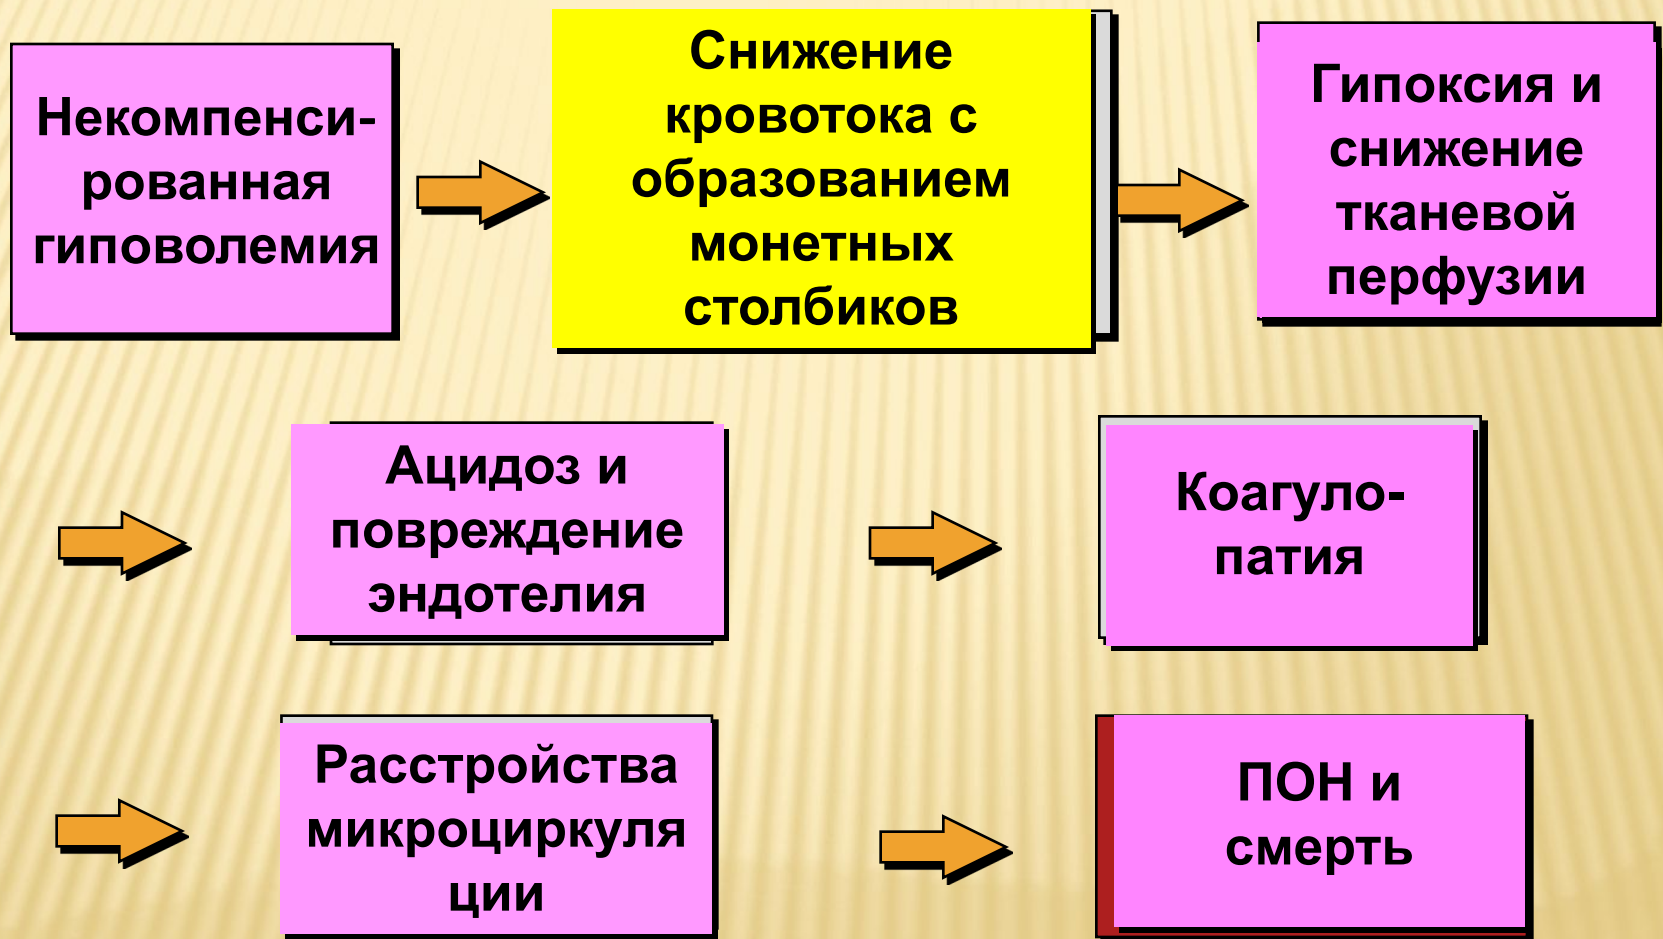 Некомпенси-
рованная
гиповолемия
Снижение
кровотока с
образованием
монетных
столбиков
Гипоксия и
снижение
тканевой
перфузии
Ацидоз и
повреждение
эндотелия
Коагуло-
патия
Расстройства
микроциркуля
ции
ПОН и
смерть